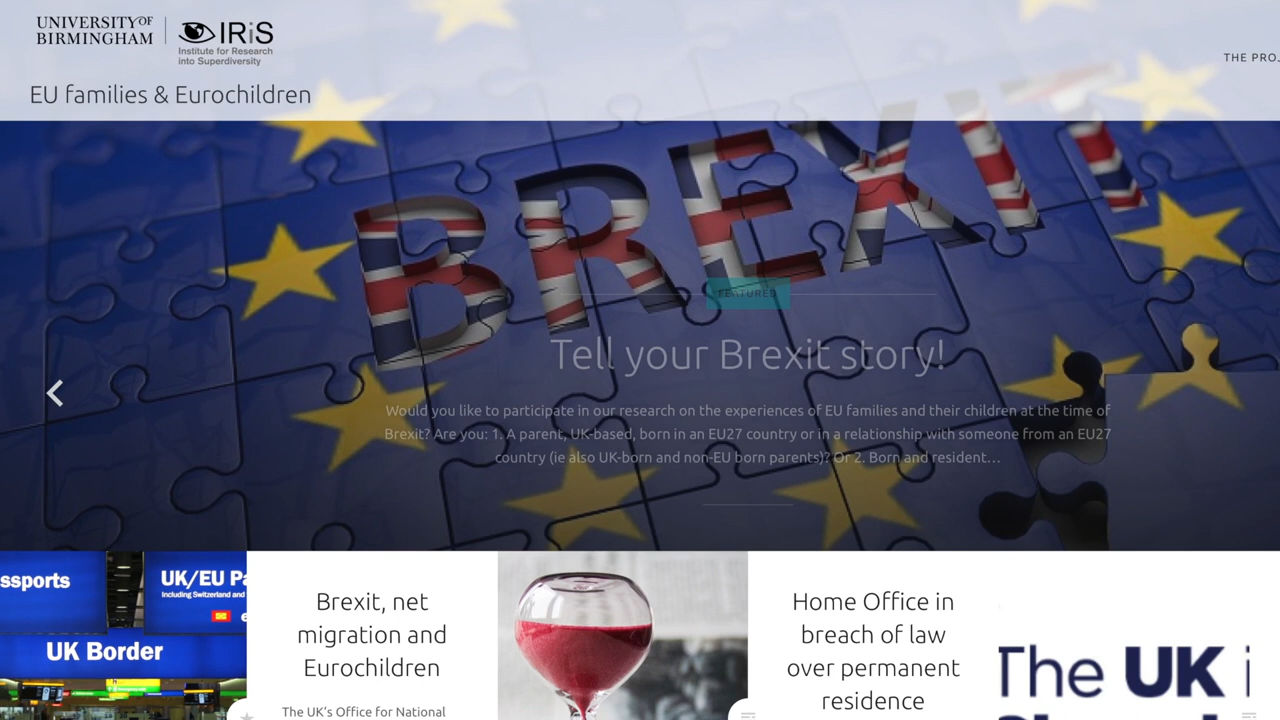 UNIVERSITY OF
BIRMINGHAM
IRiS
Institute for Research
into Superdiversity
THE PROJ
EU families & Eurochildren
BREXIT
FEATURED
Tell your Brexit story!
Would you like to participate in our research on the experiences of EU families and their children at the time of
Brexit? Are you: 1. A parent, UK-based, born in an EU27 country or in a relationship with someone from an EU27
country (ie also UK-born and non-EU born parents)? Or 2. Born and resident…
ssports
UK/EU Pa
Including Switzerland and
UK Border
Brexit, net
migration and
Eurochildren
The UK's Office for National
Home Office in
breach of law
over permanent
residence
The UK i